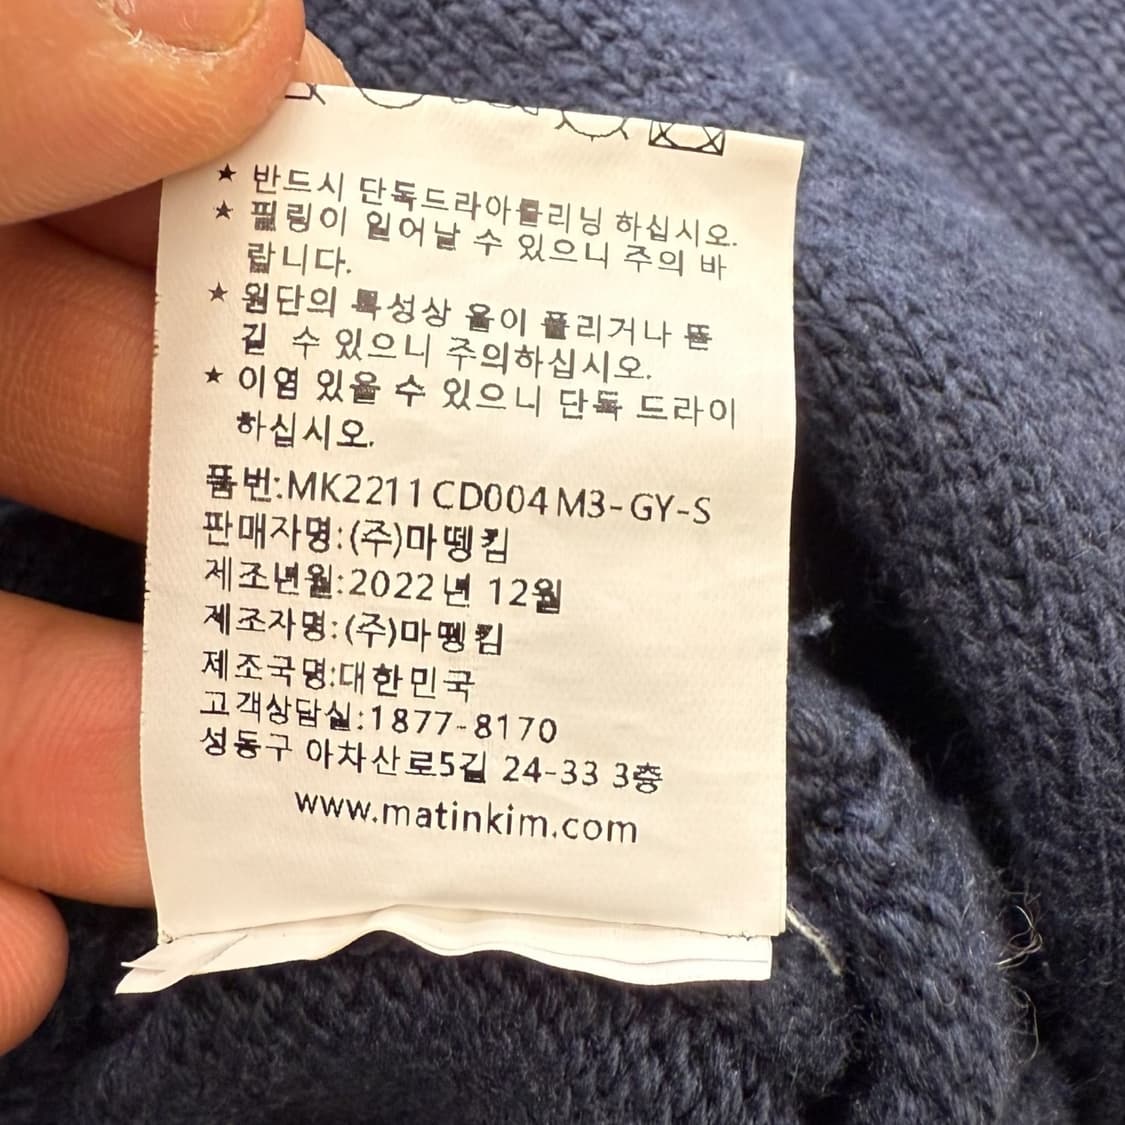 ★ 반드시 단독드라이클리닝 하십시오.
★ 필링이 일어날 수 있으니 주의 바
랍니다.
★ 원단의 특성상 올이 풀리거나 뜯
길 수 있으니 주의하십시오.
★ 이염 있을 수 있으니 단독 드라이
하십시오.
품번:MK2211CD004M3-GY-S
판매자명:(주)마뗑킴
제조년월:2022년 12월
제조자명:(주)마뗑킴
제조국명:대한민국
고객상담실:1877-8170
성동구 아차산로5길 24-33 3층
www.matinkim.com